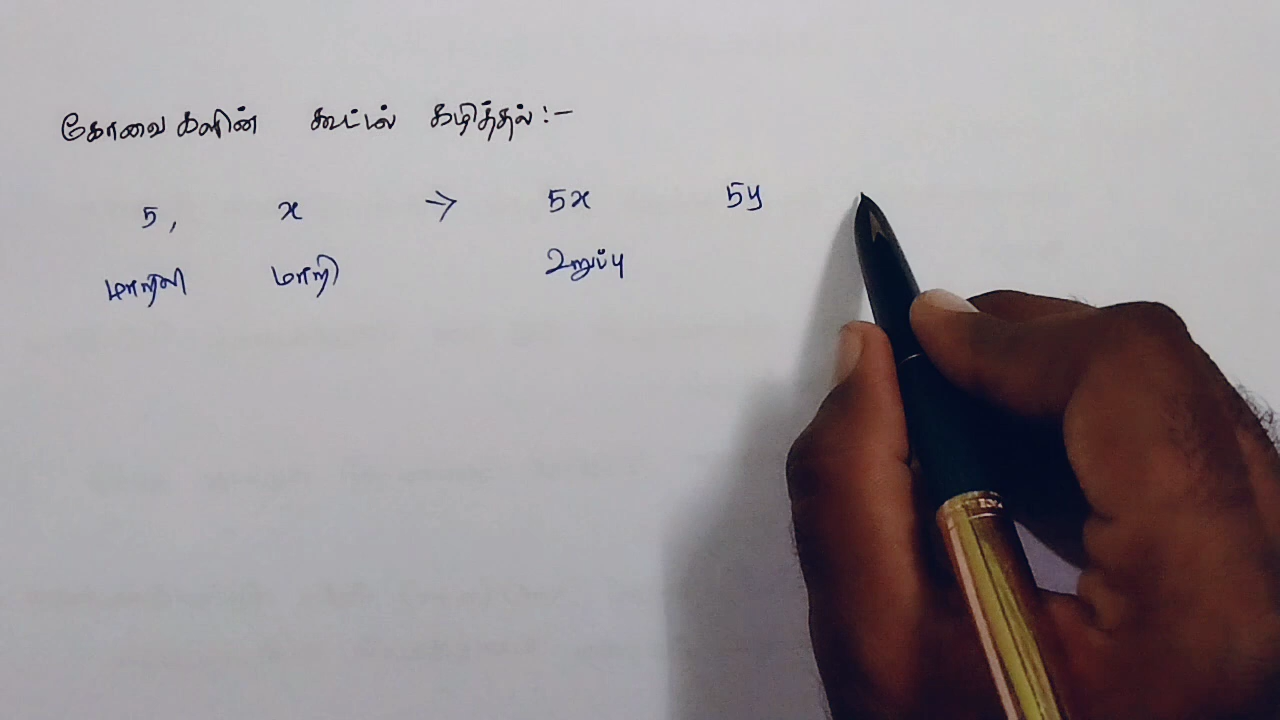 கோவைகளின் கூட்டல் கழித்தல் :-
5, x → 5x 5y
மாறிலி மாறி உறுப்பு